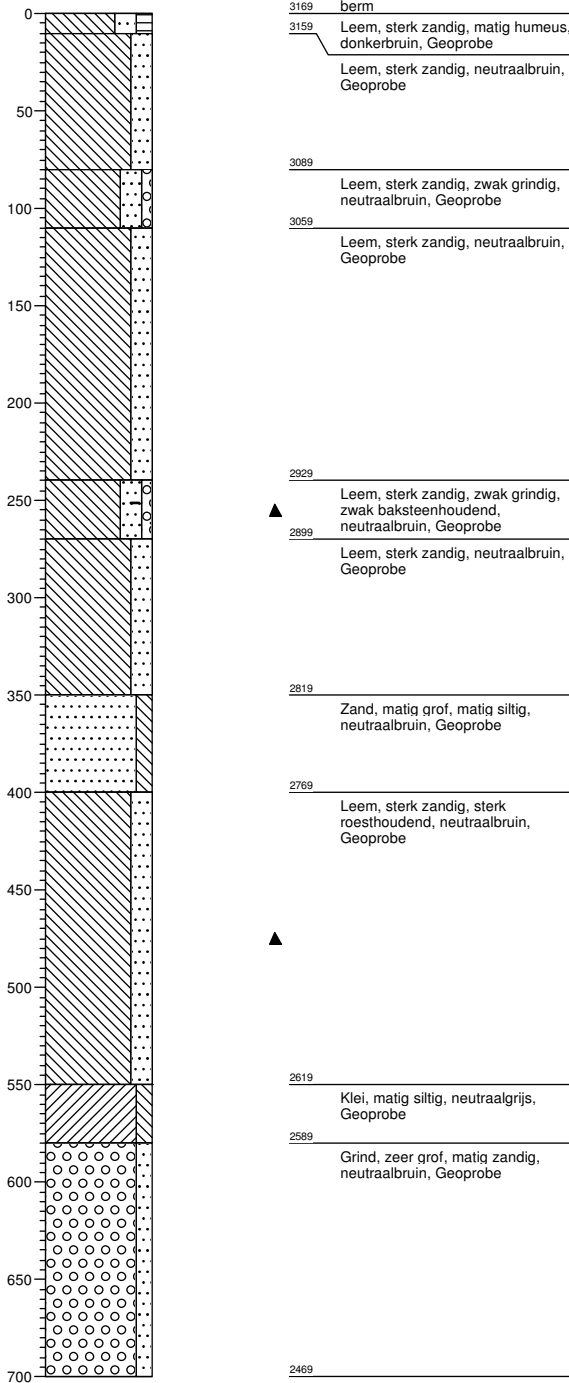 0
50
100
150
200
250
300
350
400
450
500
550
600
650
700
3169 berm
3159 Leem, sterk zandig, matig humeus,
donkerbruin, Geoprobe
Leem, sterk zandig, neutraalbruin,
Geoprobe
3089
Leem, sterk zandig, zwak grindig,
neutraalbruin, Geoprobe
3059
Leem, sterk zandig, neutraalbruin,
Geoprobe
2929
Leem, sterk zandig, zwak grindig,
zwak baksteenhoudend,
neutraalbruin, Geoprobe
2899
Leem, sterk zandig, neutraalbruin,
Geoprobe
2819
Zand, matig grof, matig siltig,
neutraalbruin, Geoprobe
2769
Leem, sterk zandig, sterk
roesthoudend, neutraalbruin,
Geoprobe
2619
Klei, matig siltig, neutraalgrijs,
Geoprobe
2589
Grind, zeer grof, matig zandig,
neutraalbruin, Geoprobe
2469